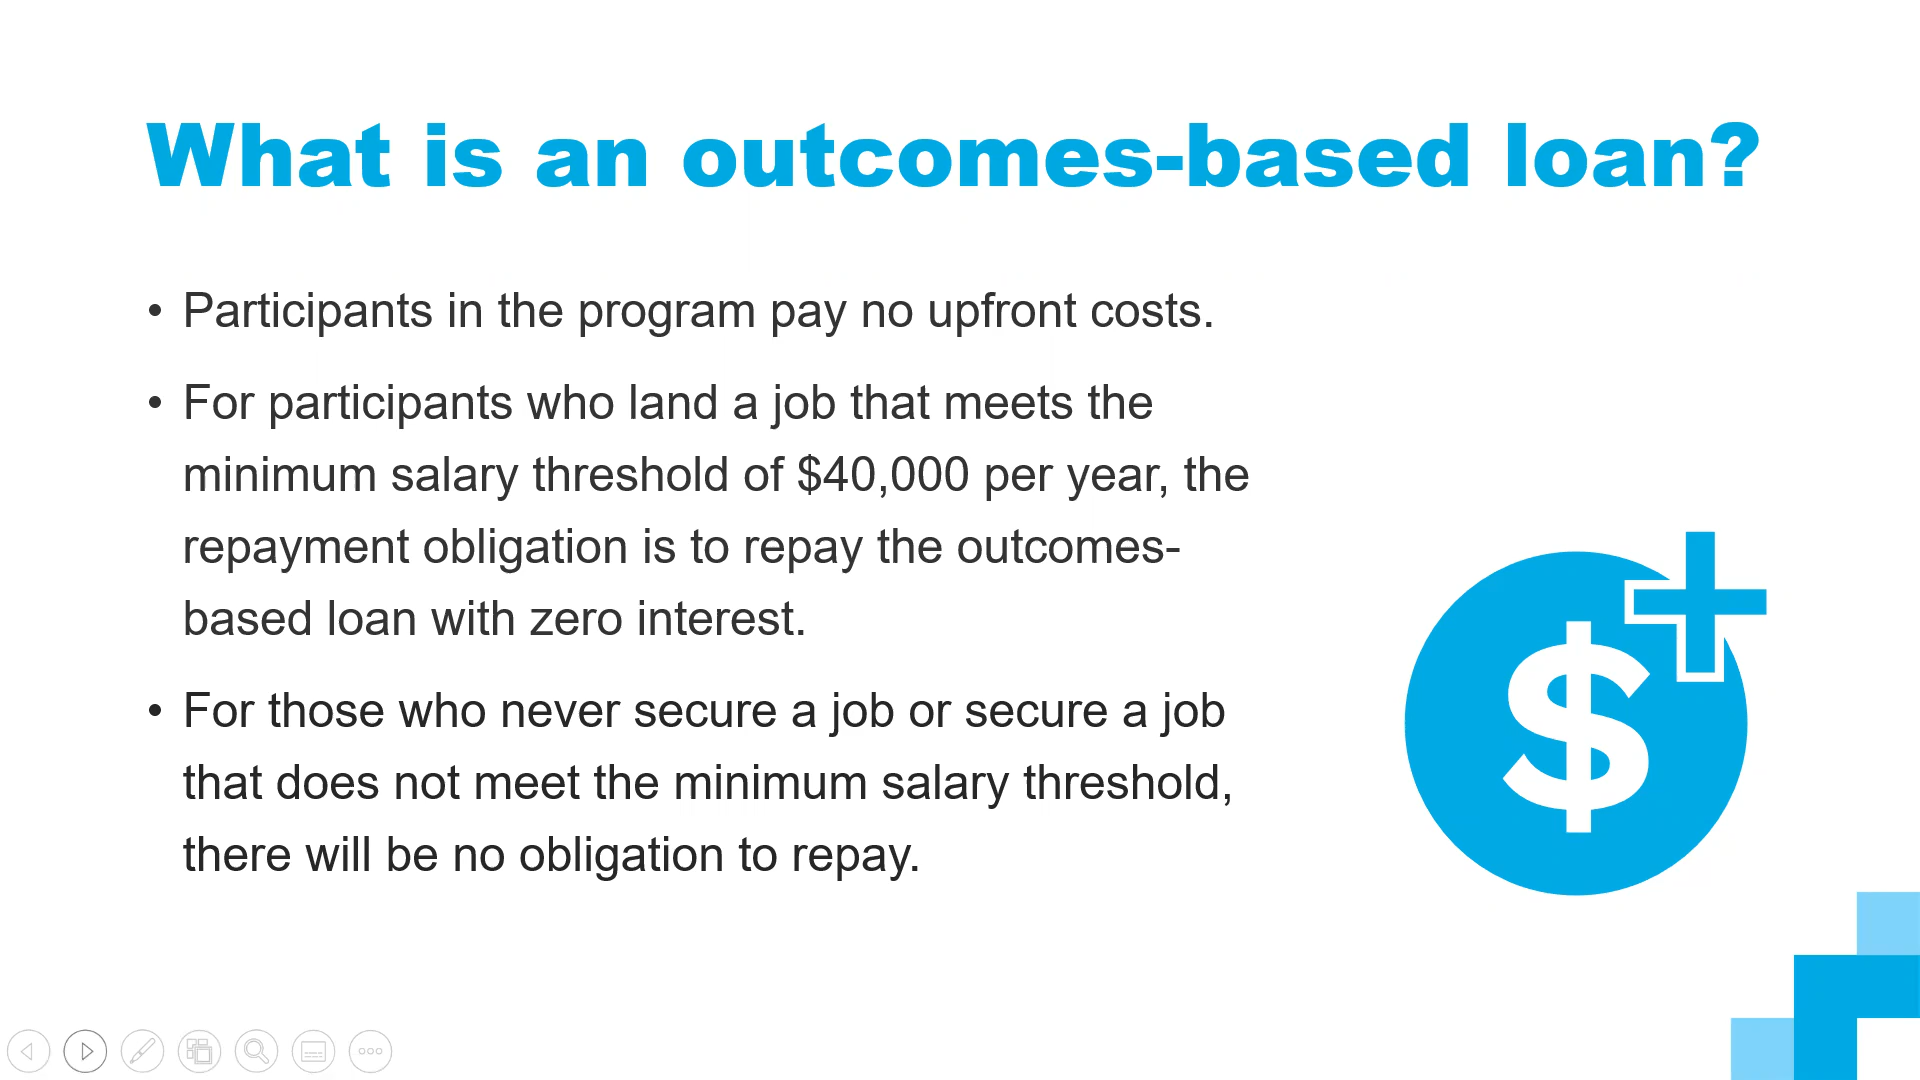 What is an outcomes-based loan?
• Participants in the program pay no upfront costs.
• For participants who land a job that meets the
minimum salary threshold of $40,000 per year, the
repayment obligation is to repay the outcomes-
based loan with zero interest.
• For those who never secure a job or secure a job
that does not meet the minimum salary threshold,
there will be no obligation to repay.
$